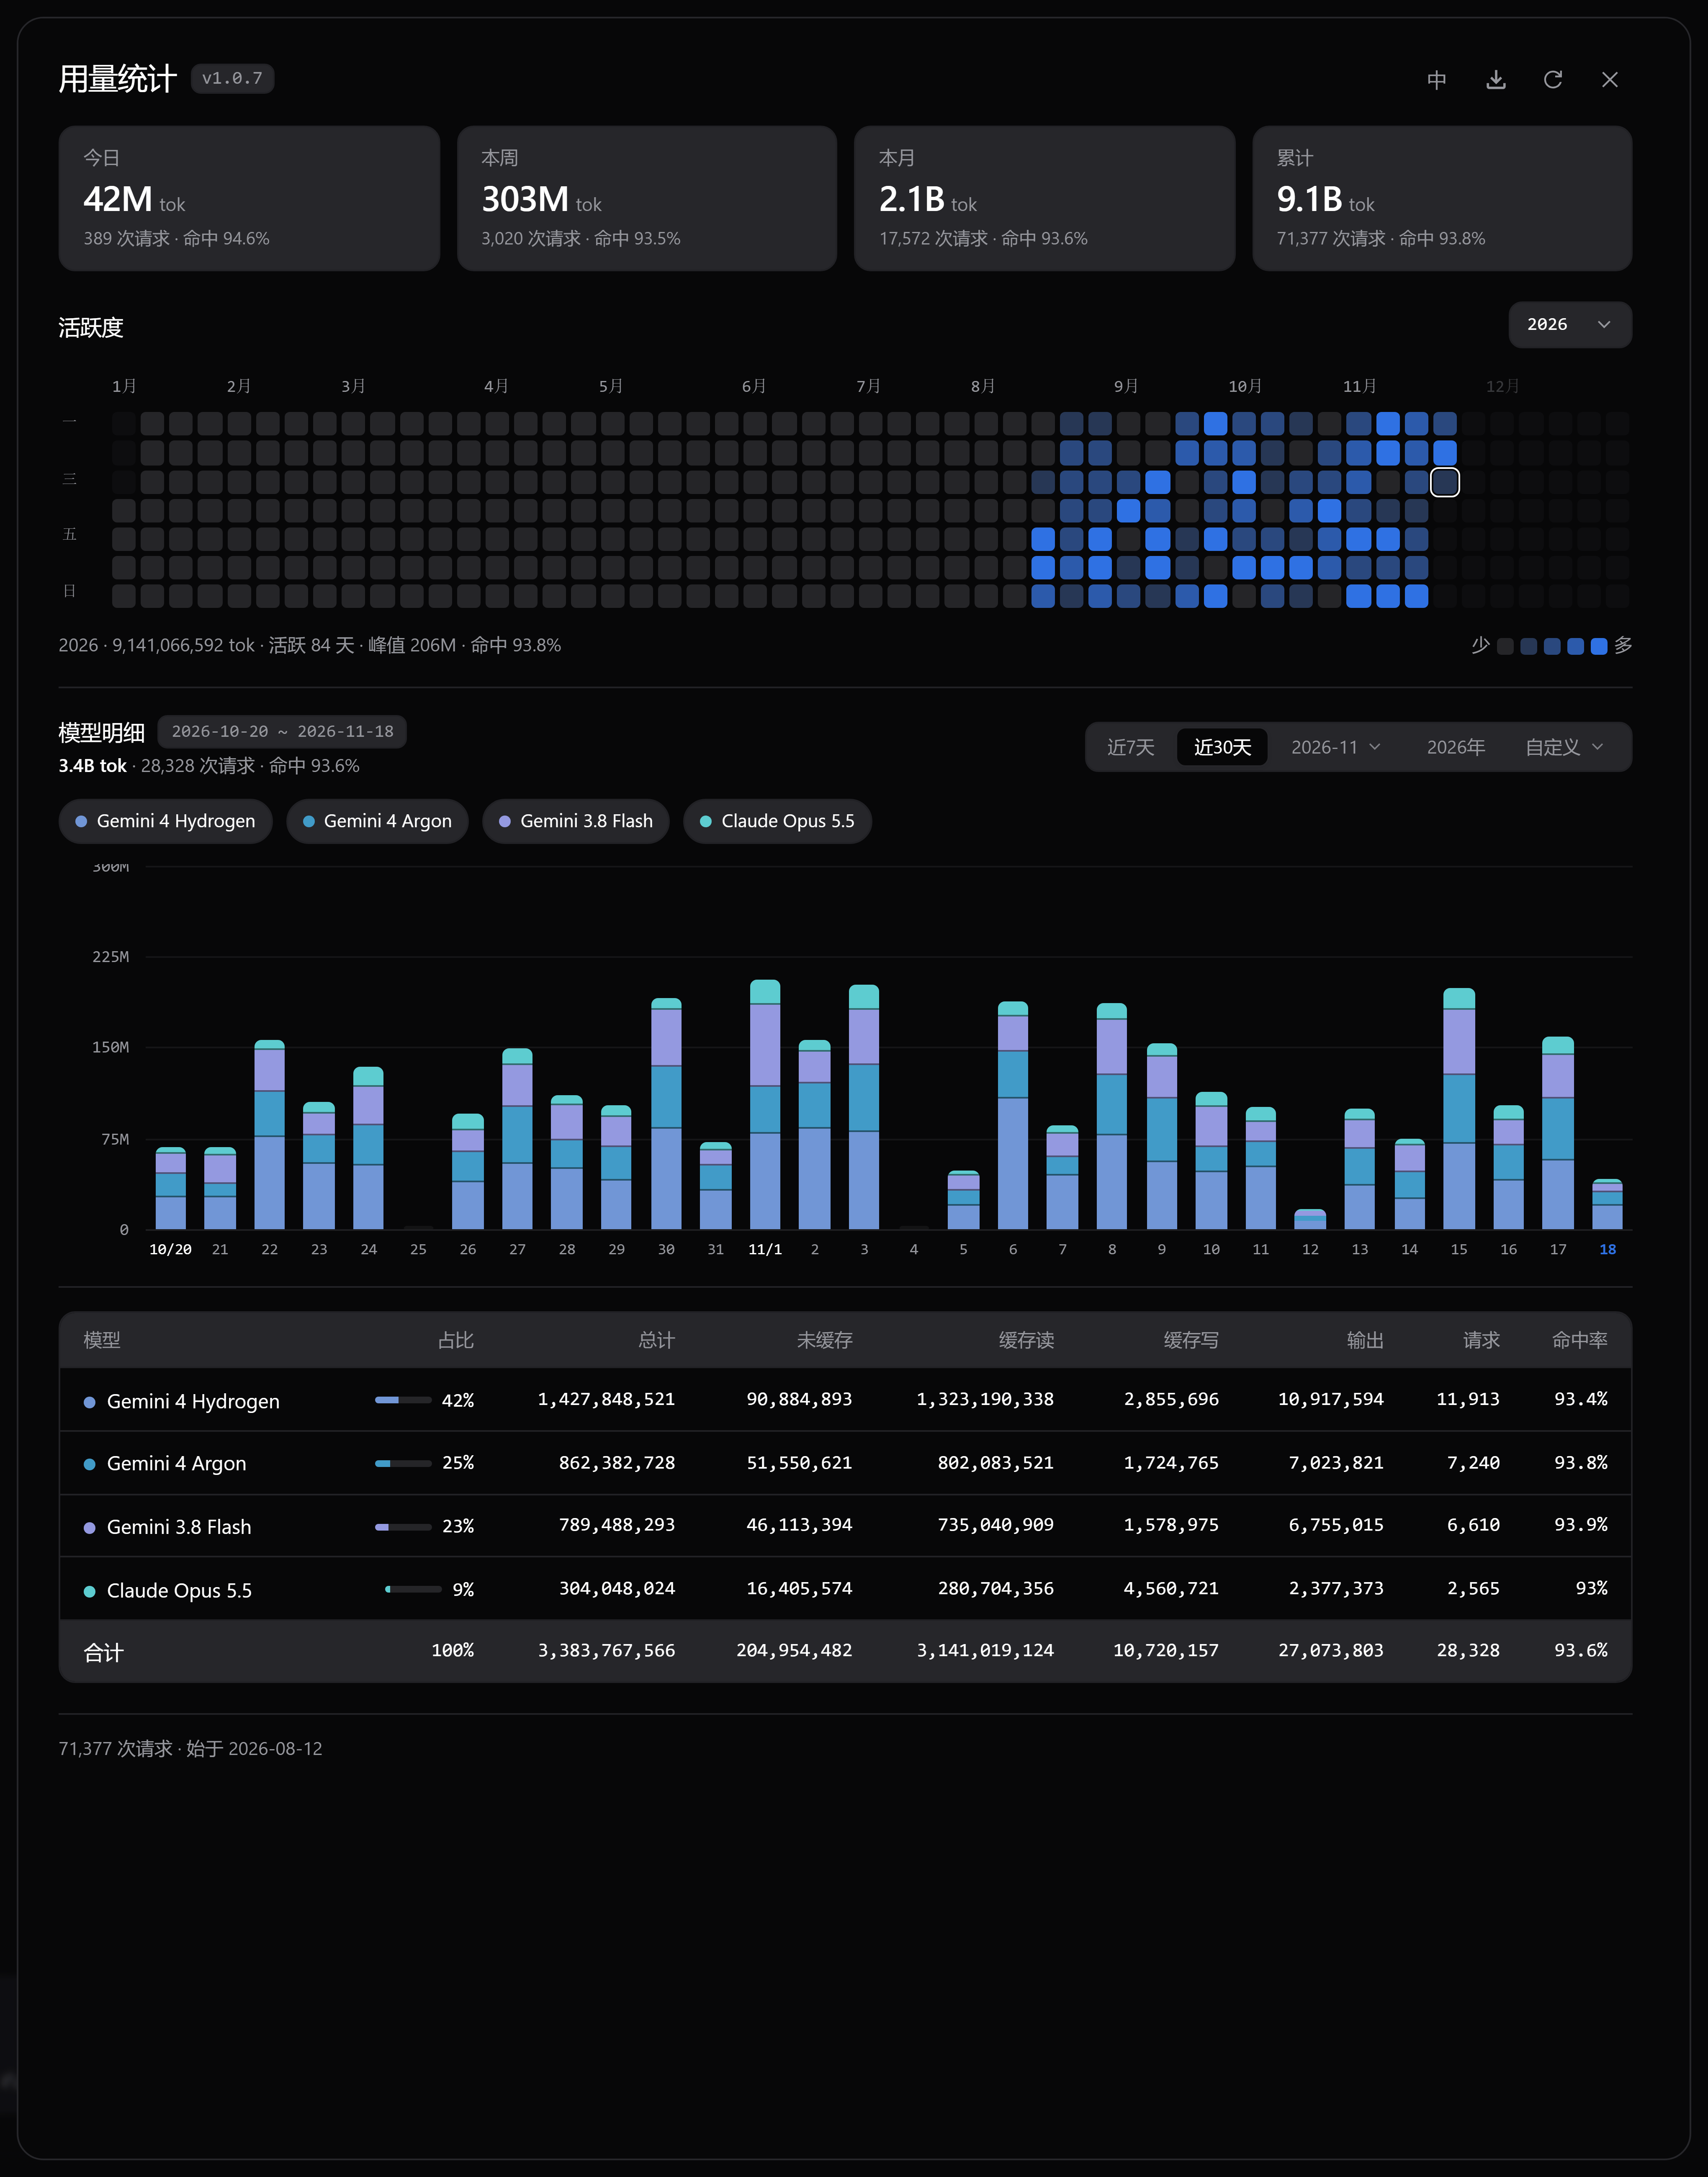 用量统计 v1.0.7 中
今日
42M tok
389 次请求 · 命中 94.6%
本周
303M tok
3,020 次请求 · 命中 93.5%
本月
2.1B tok
17,572 次请求 · 命中 93.6%
累计
9.1B tok
71,377 次请求 · 命中 93.8%
活跃度 2026
1月 2月 3月 4月 5月 6月 7月 8月 9月 10月 11月 12月
一
三
五
日
2026 · 9,141,066,592 tok · 活跃 84 天 · 峰值 206M · 命中 93.8% 少 多
模型明细 2026-10-20 ~ 2026-11-18
3.4B tok · 28,328 次请求 · 命中 93.6%
近7天 近30天 2026-11 2026年 自定义
Gemini 4 Hydrogen Gemini 4 Argon Gemini 3.8 Flash Claude Opus 5.5
300M
225M
150M
75M
0
10/20 21 22 23 24 25 26 27 28 29 30 31 11/1 2 3 4 5 6 7 8 9 10 11 12 13 14 15 16 17 18
模型 占比 总计 未缓存 缓存读 缓存写 输出 请求 命中率
Gemini 4 Hydrogen 42% 1,427,848,521 90,884,893 1,323,190,338 2,855,696 10,917,594 11,913 93.4%
Gemini 4 Argon 25% 862,382,728 51,550,621 802,083,521 1,724,765 7,023,821 7,240 93.8%
Gemini 3.8 Flash 23% 789,488,293 46,113,394 735,040,909 1,578,975 6,755,015 6,610 93.9%
Claude Opus 5.5 9% 304,048,024 16,405,574 280,704,356 4,560,721 2,377,373 2,565 93%
合计 100% 3,383,767,566 204,954,482 3,141,019,124 10,720,157 27,073,803 28,328 93.6%
71,377 次请求 · 始于 2026-08-12